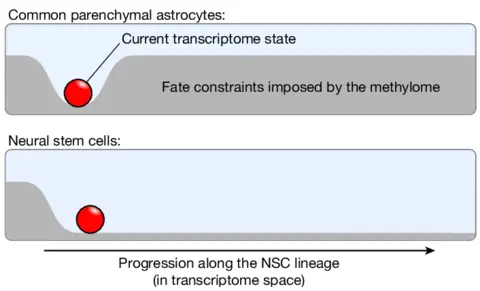 Common parenchymal astrocytes:
Current transcriptome state
Fate constraints imposed by the methylome
Neural stem cells:
Progression along the NSC lineage
(in transcriptome space)